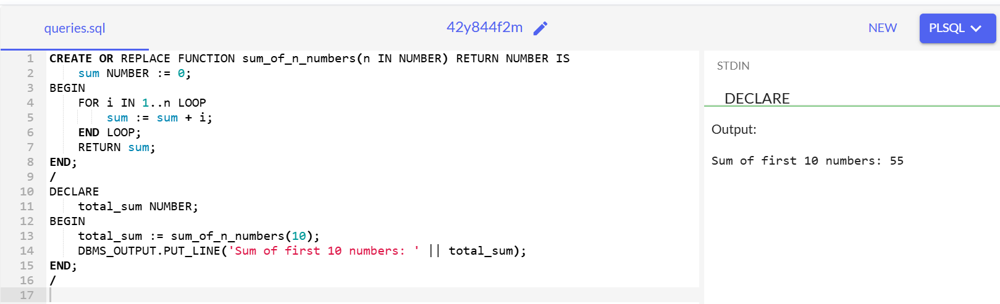 queries.sql
42y844f2m
NEW
PLSQL
1 CREATE OR REPLACE FUNCTION sum_of_n_numbers(n IN NUMBER) RETURN NUMBER IS
2     sum NUMBER := 0;
3 BEGIN
4     FOR i IN 1..n LOOP
5         sum := sum + i;
6     END LOOP;
7     RETURN sum;
8 END;
9 /
10 DECLARE
11     total_sum NUMBER;
12 BEGIN
13     total_sum := sum_of_n_numbers(10);
14     DBMS_OUTPUT.PUT_LINE('Sum of first 10 numbers: ' || total_sum);
15 END;
16 /
17
STDIN
DECLARE
Output:
Sum of first 10 numbers: 55